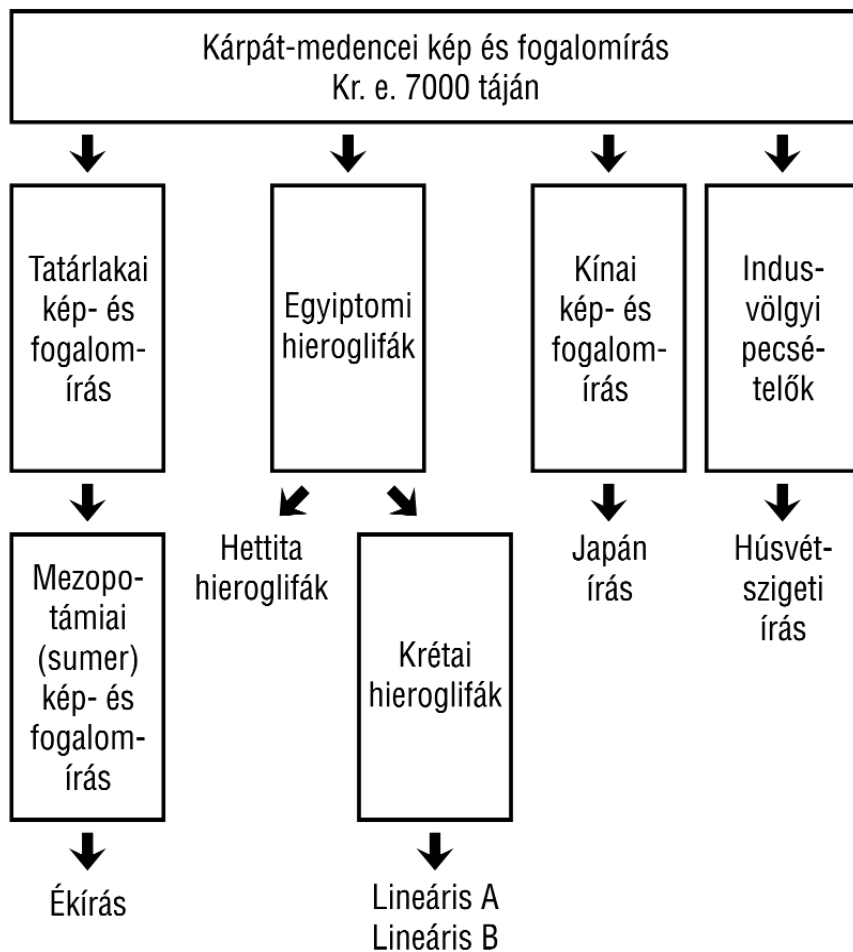 Kárpát-medencei kép és fogalomírás
Kr. e. 7000 táján
Tatárlakai
kép- és
fogalom-
írás
Egyiptomi
hieroglifák
Kínai
kép- és
fogalom-
írás
Indus-
völgyi
pecsé-
telők
Mezopo-
támiai
(sumer)
kép- és
fogalom-
írás
Hettita
hieroglifák
Krétai
hieroglifák
Japán
írás
Húsvét-
szigeti
írás
Ékírás
Lineáris A
Lineáris B